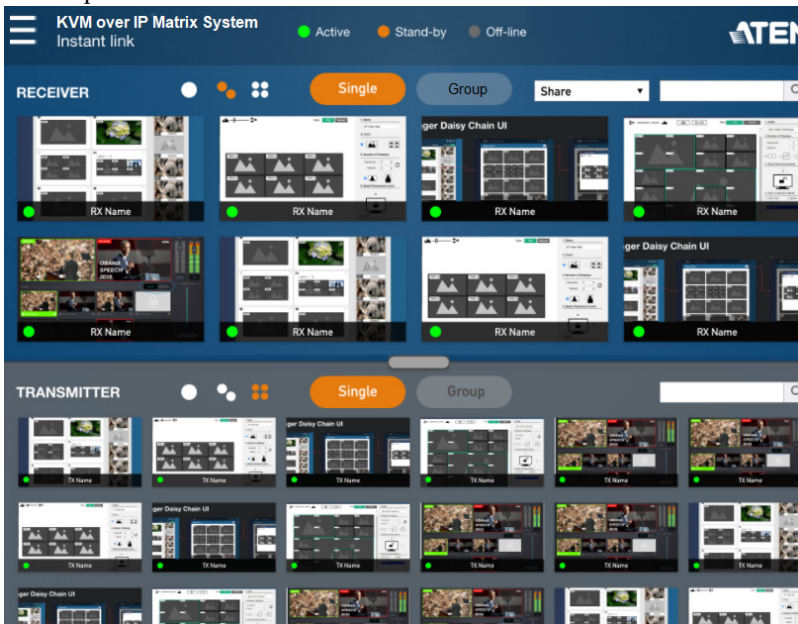 KVM over IP Matrix System
Instant link
Active
Stand-by
Off-line
ATEN
RECEIVER
Single
Group
Share
ger Daisy Chain UI
RX Name
RX Name
RX Name
RX Name
OBAMA
SPEECH
2016
ger Daisy Chain UI
RX Name
RX Name
RX Name
RX Name
TRANSMITTER
Single
Group
ger Daisy Chain UI
TX Name
TX Name
TX Name
TX Name
TX Name
TX Name
ger Daisy Chain UI
TX Name
TX Name
TX Name
TX Name
TX Name
TX Name
ger Daisy Chain UI